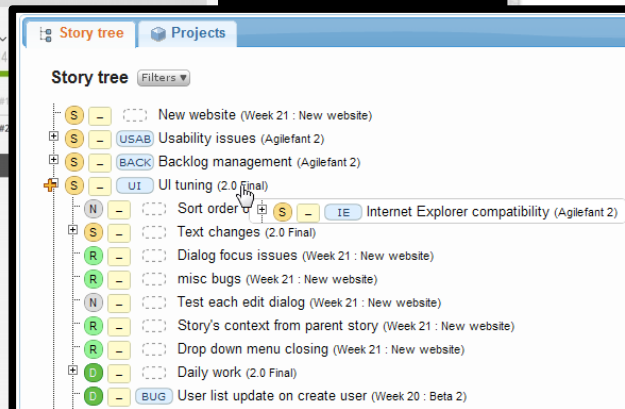 Story tree Projects
Story tree Filters ▼
S – New website (Week 21 : New website)
S – USAB Usability issues (Agilefant 2)
S – BACK Backlog management (Agilefant 2)
S – UI UI tuning (2.0 Final)
N – Sort order
S – IE Internet Explorer compatibility (Agilefant 2)
S – Text changes (2.0 Final)
R – Dialog focus issues (Week 21 : New website)
R – misc bugs (Week 21 : New website)
N – Test each edit dialog (Week 21 : New website)
R – Story's context from parent story (Week 21 : New website)
R – Drop down menu closing (Week 21 : New website)
D – Daily work (2.0 Final)
D – BUG User list update on create user (Week 20 : Beta 2)